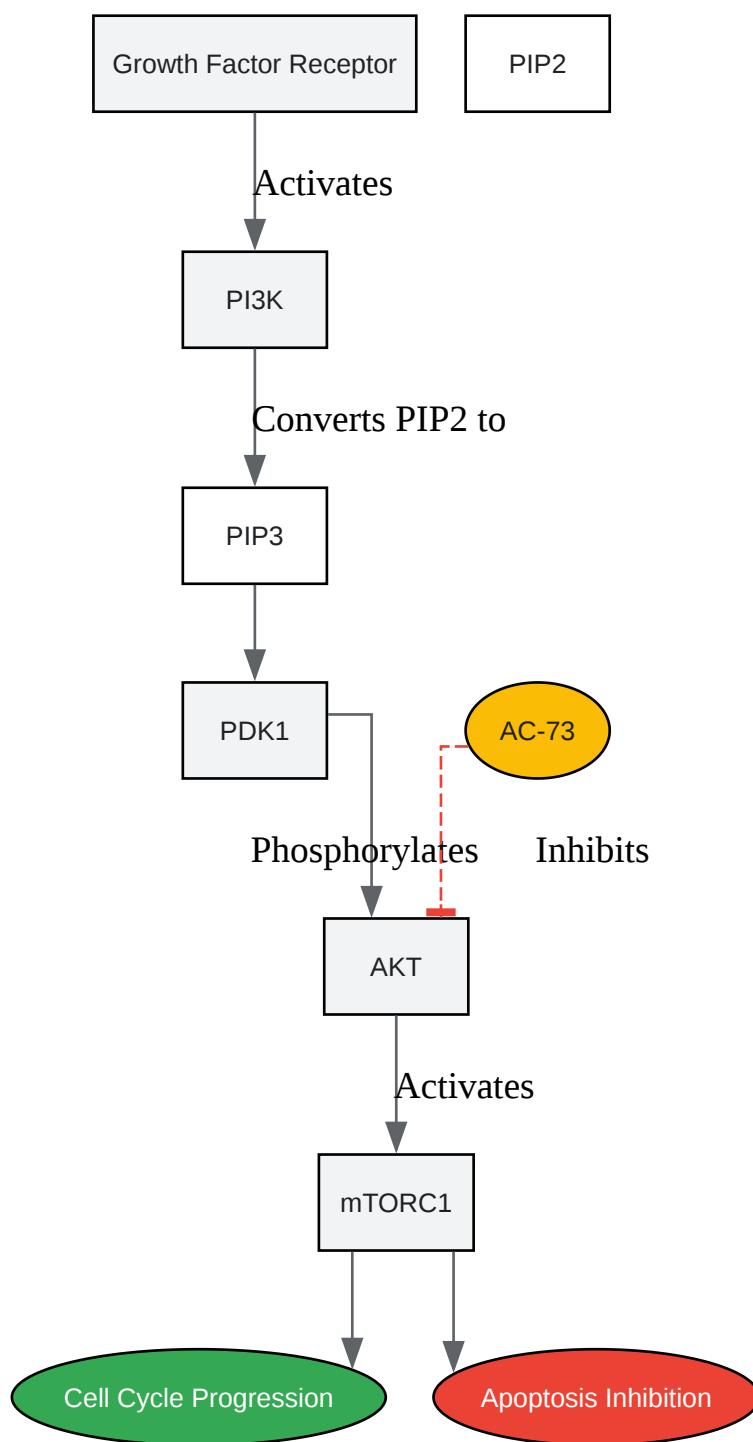 Growth Factor Receptor
PIP2
Activates
PI3K
Converts PIP2 to
PIP3
PDK1
AC-73
Phosphorylates
Inhibits
AKT
Activates
mTORC1
Cell Cycle Progression
Apoptosis Inhibition